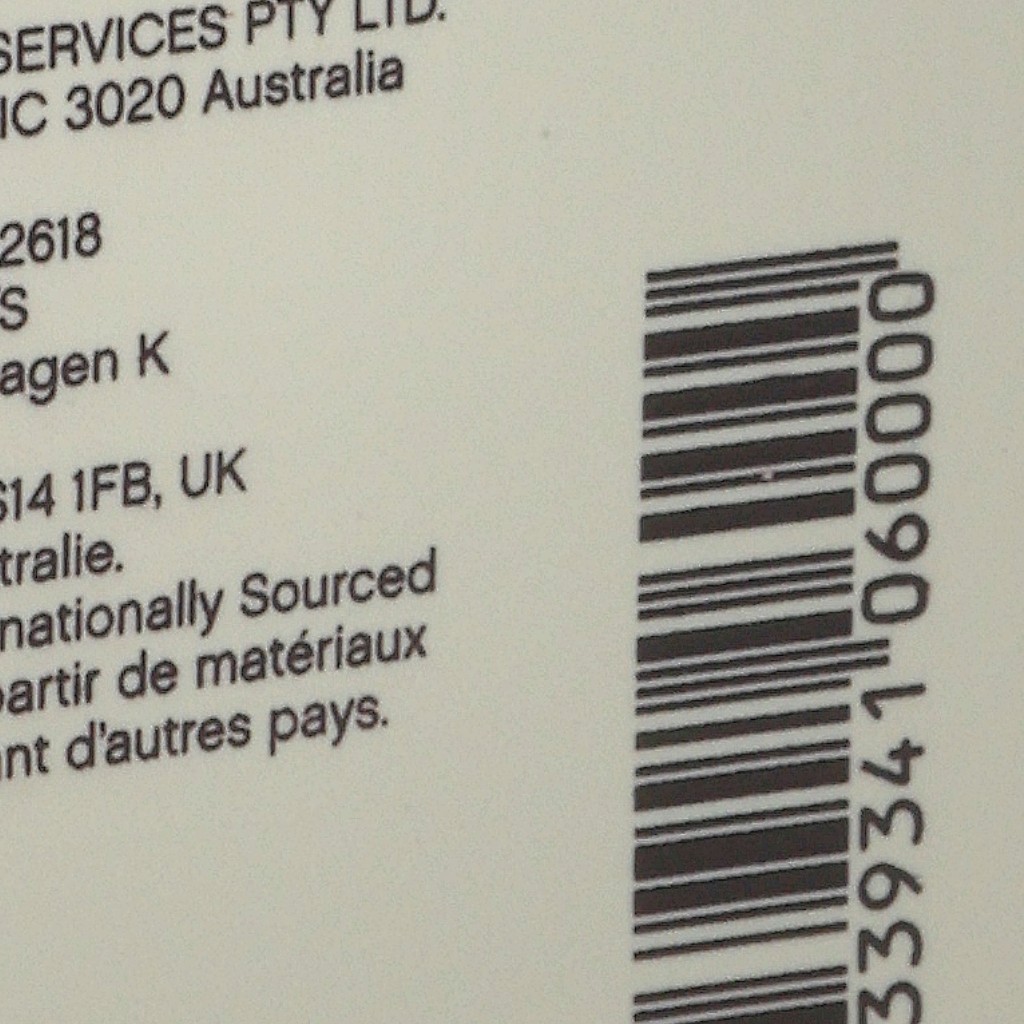 SERVICES PTY LTD.
IC 3020 Australia
2618
/S
agen K
S14 1FB, UK
tralie.
nationally Sourced
partir de matériaux
nt d'autres pays.
339341 060000